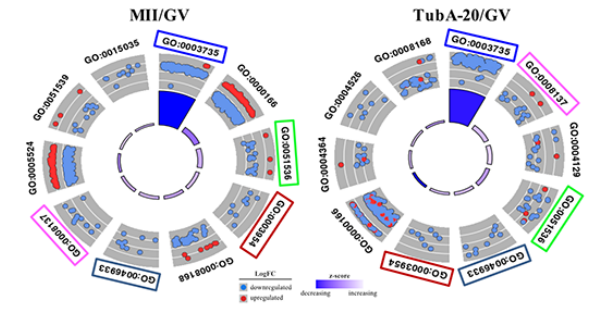 MII/GV
GO:0003735
GO:0000166
GO:0051536
GO:0003954
GO:0008168
GO:0046933
GO:0008137
GO:0005524
GO:0051539
GO:0015035
TubA-20/GV
GO:0003735
GO:0008137
GO:0004129
GO:0051536
GO:0046933
GO:0003954
GO:0000166
GO:0004364
GO:0004526
GO:0008168
LogFC
downregulated
upregulated
z-score
decreasing
increasing